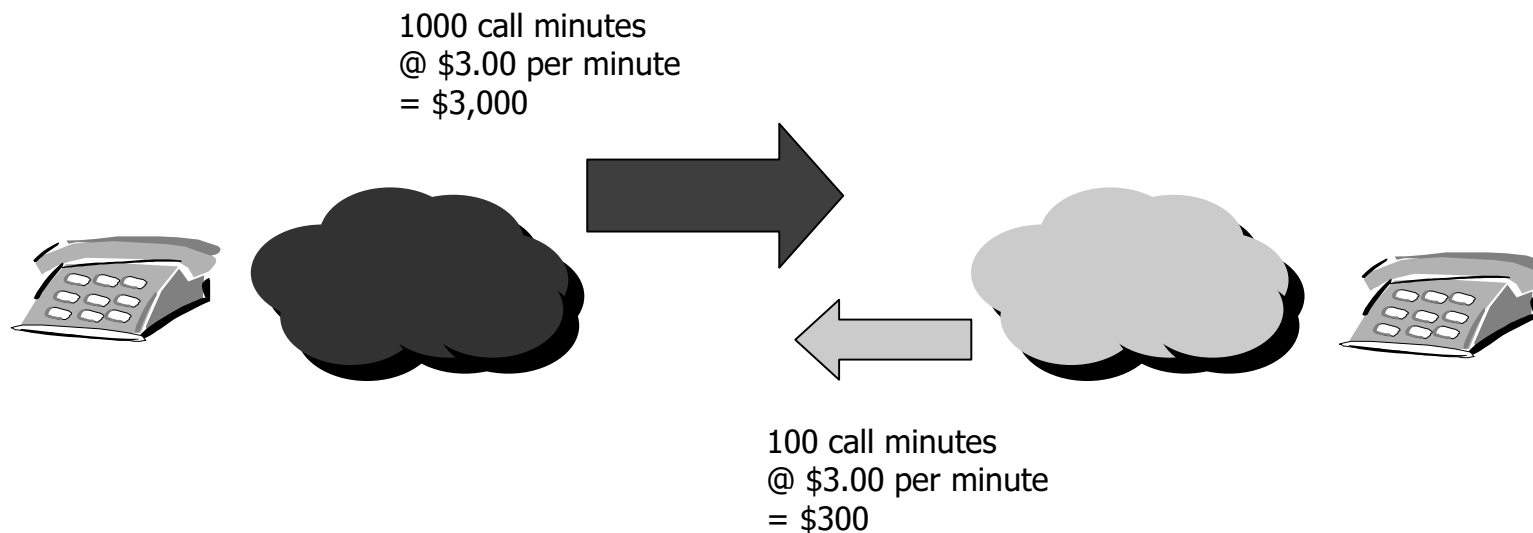 1000 call minutes
@ $3.00 per minute
= $3,000
100 call minutes
@ $3.00 per minute
= $300